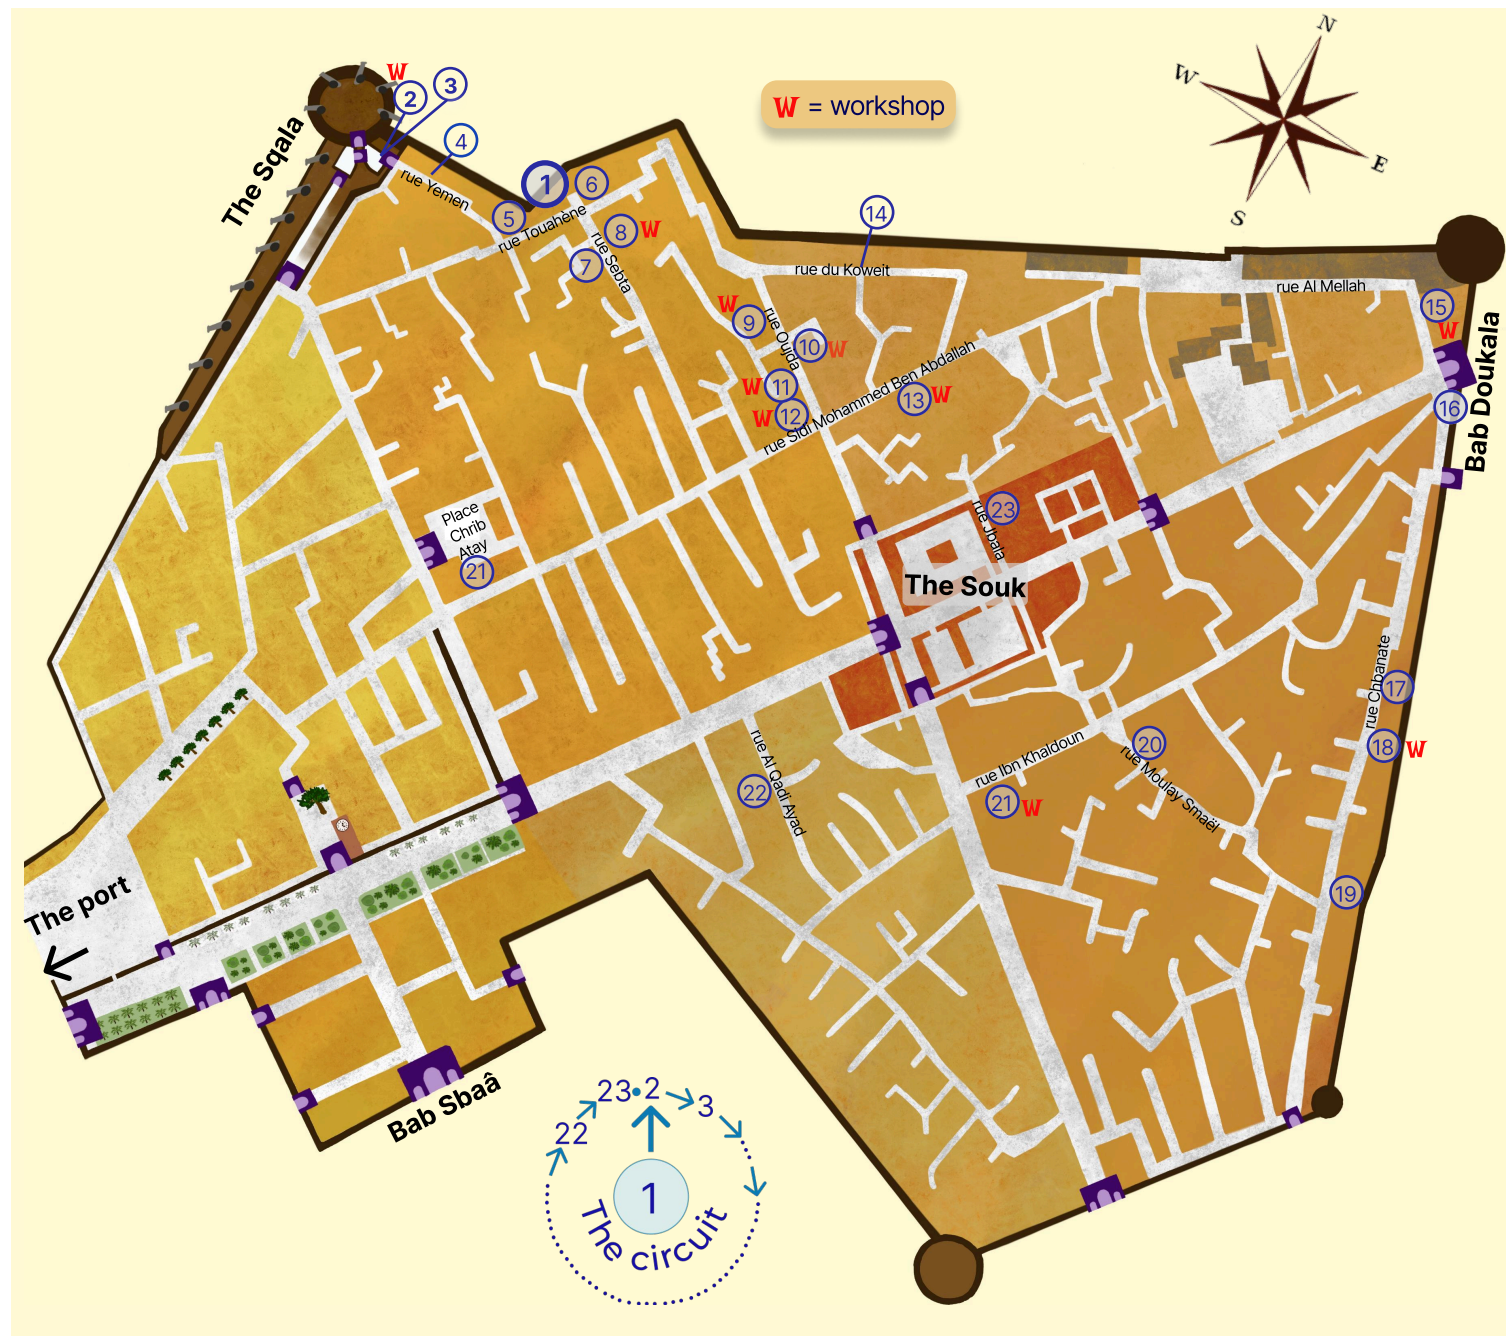 N
W
E
S
W = workshop
W
2
3
4
The Sqala
rue Yemen
1
6
5
rue Touahène
8
W
7
rue Sebta
14
rue du Koweit
rue Al Mellah
15
W
W
9
rue Oujda
10
W
W
11
W
12
rue Sidi Mohammed Ben Abdallah
13
W
16
Bab Doukala
Place
Chrib
Atay
21
23
rue Jbala
The Souk
rue Chbanate
17
18
W
rue Ibn Khaldoun
20
rue Moulay Smaël
21
W
rue Al Qadi Ayad
22
19
The port
Bab Sbaâ
22
23
2
3
1
The circuit